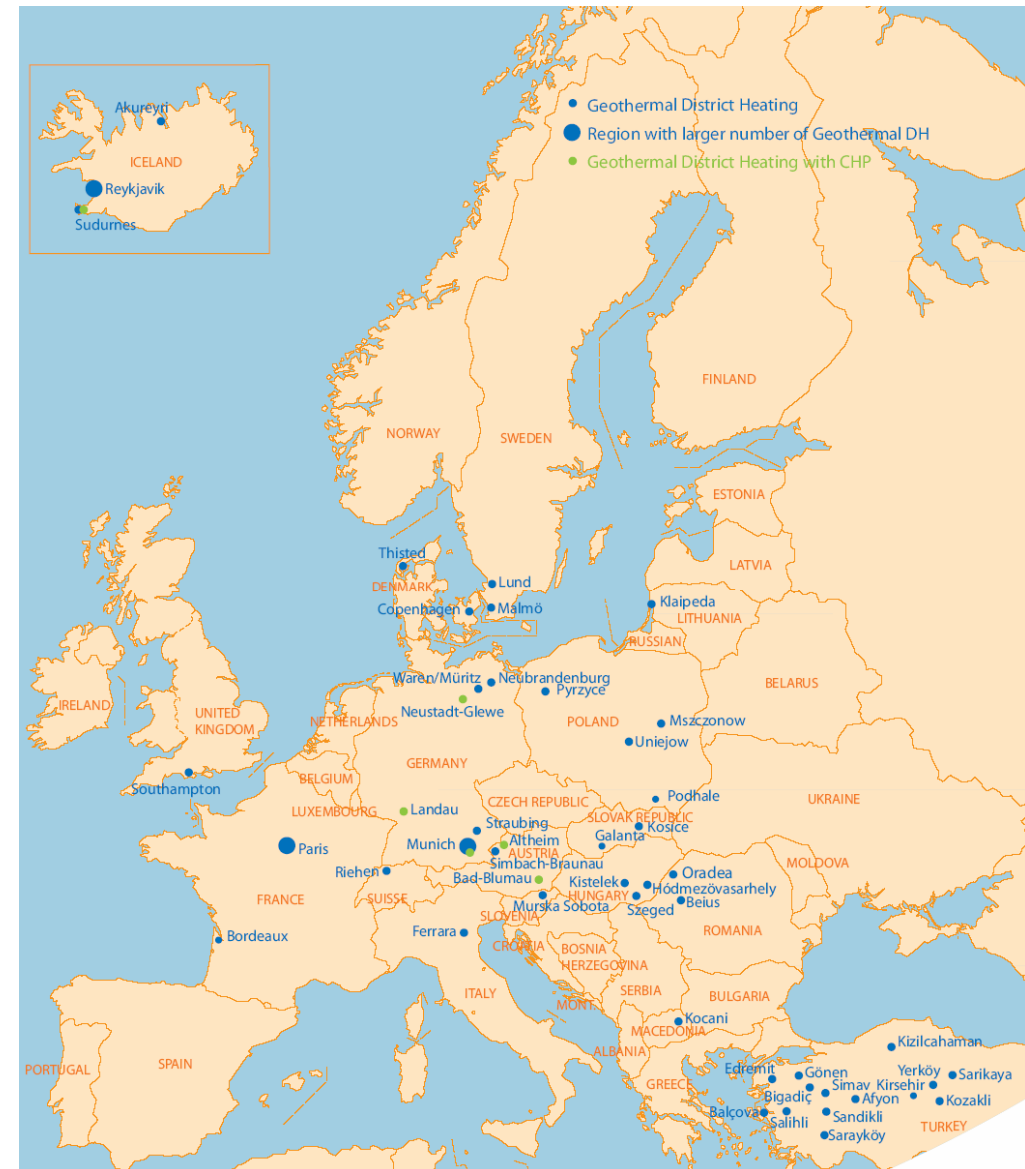 Geothermal District Heating
Region with larger number of Geothermal DH
Geothermal District Heating with CHP
Akureyri
ICELAND
Reykjavik
Sudurnes
FINLAND
NORWAY
SWEDEN
ESTONIA
Thisted
LATVIA
DENMARK
Lund
Copenhagen
Malmö
Klaipeda
LITHUANIA
RUSSIAN
Waren/Müritz
Neubrandenburg
Pyrzyce
BELARUS
IRELAND
UNITED
KINGDOM
NETHERLANDS
Neustadt-Glewe
POLAND
Mszczonow
Uniejow
GERMANY
BELGIUM
Southampton
LUXEMBOURG
Landau
CZECH REPUBLIC
Podhale
UKRAINE
SLOVAK REPUBLIC
Straubing
Kosice
Galanta
Munich
Altheim
AUSTRIA
Paris
Simbach-Braunau
MOLDOVA
Riehen
Bad-Blumau
Kistelek
Oradea
Hódmezövasarhely
FRANCE
SUISSE
HUNGARY
Beius
Murska Sobota
Szeged
SLOVENIA
Bordeaux
Ferrara
CROATIA
BOSNIA
HERZEGOVINA
ROMANIA
ITALY
SERBIA
BULGARIA
MONT.
Kocani
MACEDONIA
ALBANIA
Kizilcahaman
PORTUGAL
SPAIN
GREECE
Edremit
Gönen
Yerköy
Sarikaya
Bigadiç
Simav
Kirsehir
Afyon
Kozakli
Balçova
Salihli
Sandikli
TURKEY
Sarayköy